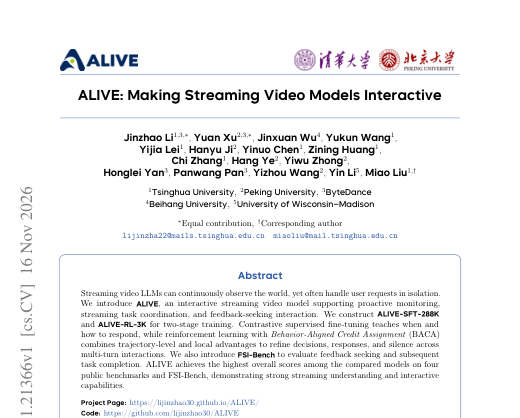 ALIVE
清华大学
北京大学
PEKING UNIVERSITY
ALIVE: Making Streaming Video Models Interactive
Jinzhao Li1,3,*, Yuan Xu2,3,*, Jinxuan Wu4, Yukun Wang1,
Yijia Lei1, Hanyu Ji2, Yinuo Chen1, Zining Huang1,
Chi Zhang1, Hang Ye2, Yiwu Zhong2,
Honglei Yan3, Panwang Pan3, Yizhou Wang2, Yin Li5, Miao Liu1,†
1Tsinghua University, 2Peking University, 3ByteDance
4Beihang University, 5University of Wisconsin–Madison
*Equal contribution, †Corresponding author
lijinzha22@mails.tsinghua.edu.cn miaoliu@mail.tsinghua.edu.cn
Abstract
Streaming video LLMs can continuously observe the world, yet often handle user requests in isolation.
We introduce ALIVE, an interactive streaming video model supporting proactive monitoring,
streaming task coordination, and feedback-seeking interaction. We construct ALIVE-SFT-288K
and ALIVE-RL-3K for two-stage training. Contrastive supervised fine-tuning teaches when and
how to respond, while reinforcement learning with Behavior-Aligned Credit Assignment (BACA)
combines trajectory-level and local advantages to refine decisions, responses, and silence across
multi-turn interactions. We also introduce FSI-Bench to evaluate feedback seeking and subsequent
task completion. ALIVE achieves the highest overall scores among the compared models on four
public benchmarks and FSI-Bench, demonstrating strong streaming understanding and interactive
capabilities.
Project Page: https://lijinzhao30.github.io/ALIVE/
Code: https://github.com/lijinzhao30/ALIVE
1.21366v1 [cs.CV] 16 Nov 2026